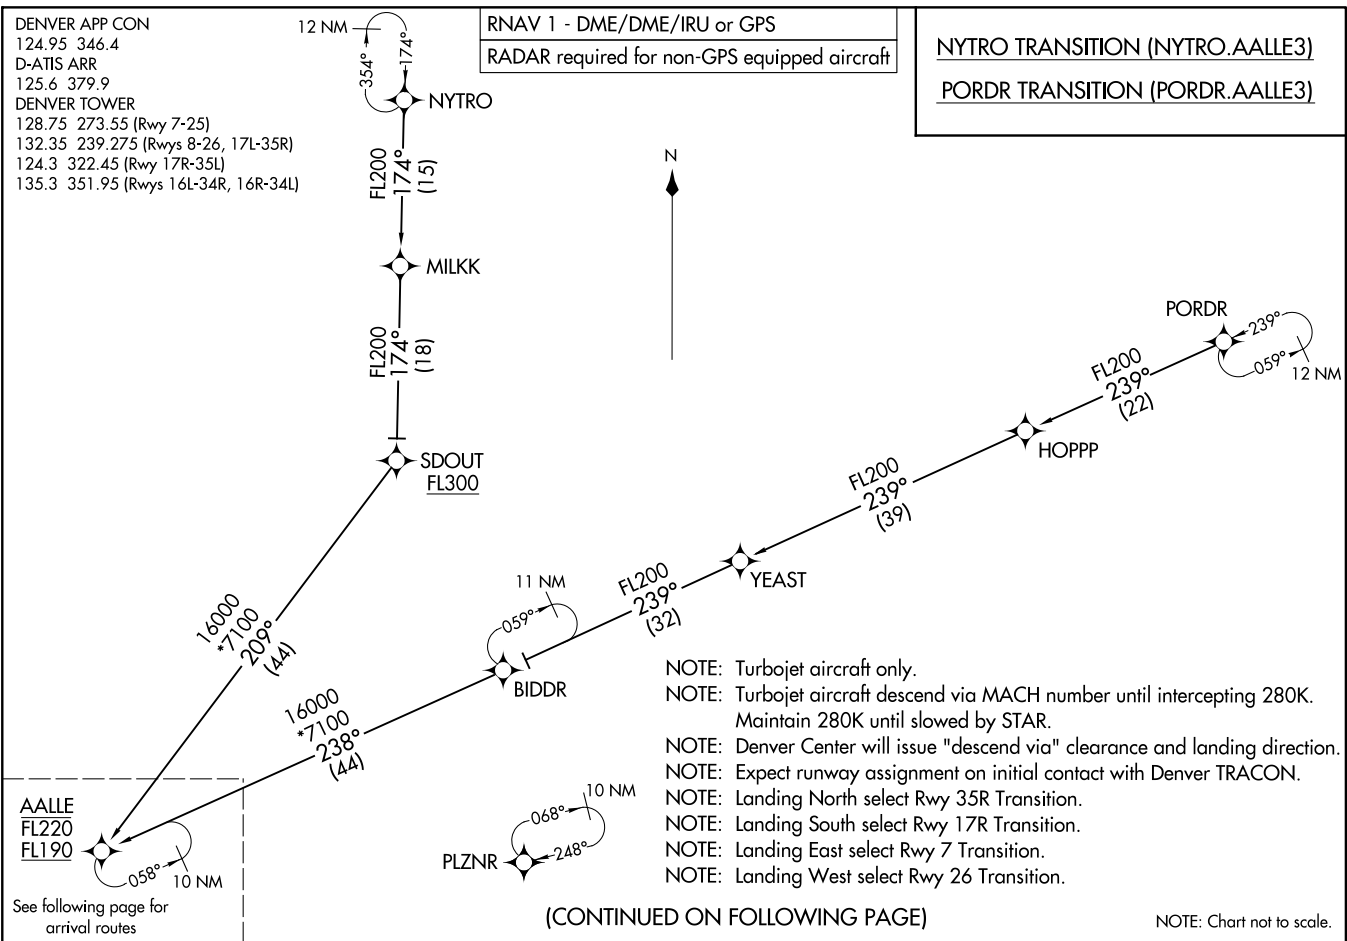 DENVER APP CON
124.95 346.4
D-ATIS ARR
125.6 379.9
DENVER TOWER
128.75 273.55 (Rwy 7-25)
132.35 239.275 (Rwys 8-26, 17L-35R)
124.3 322.45 (Rwy 17R-35L)
135.3 351.95 (Rwys 16L-34R, 16R-34L)
RNAV 1 - DME/DME/IRU or GPS
RADAR required for non-GPS equipped aircraft
NYTRO TRANSITION (NYTRO.AALLE3)
PORDR TRANSITION (PORDR.AALLE3)
12 NM
354°
174°
NYTRO
FL200
174°
(15)
N
MILKK
FL200
174°
(18)
SDOUT
FL300
PORDR
239°
059°
12 NM
FL200
239°
(22)
HOPPP
FL200
239°
(39)
YEAST
FL200
239°
(32)
11 NM
059°
BIDDR
16000
*7100
209°
(44)
16000
*7100
238°
(44)
AALLE
FL220
FL190
058°
10 NM
See following page for
arrival routes
10 NM
068°
248°
PLZNR
NOTE: Turbojet aircraft only.
NOTE: Turbojet aircraft descend via MACH number until intercepting 280K.
Maintain 280K until slowed by STAR.
NOTE: Denver Center will issue "descend via" clearance and landing direction.
NOTE: Expect runway assignment on initial contact with Denver TRACON.
NOTE: Landing North select Rwy 35R Transition.
NOTE: Landing South select Rwy 17R Transition.
NOTE: Landing East select Rwy 7 Transition.
NOTE: Landing West select Rwy 26 Transition.
(CONTINUED ON FOLLOWING PAGE)
NOTE: Chart not to scale.